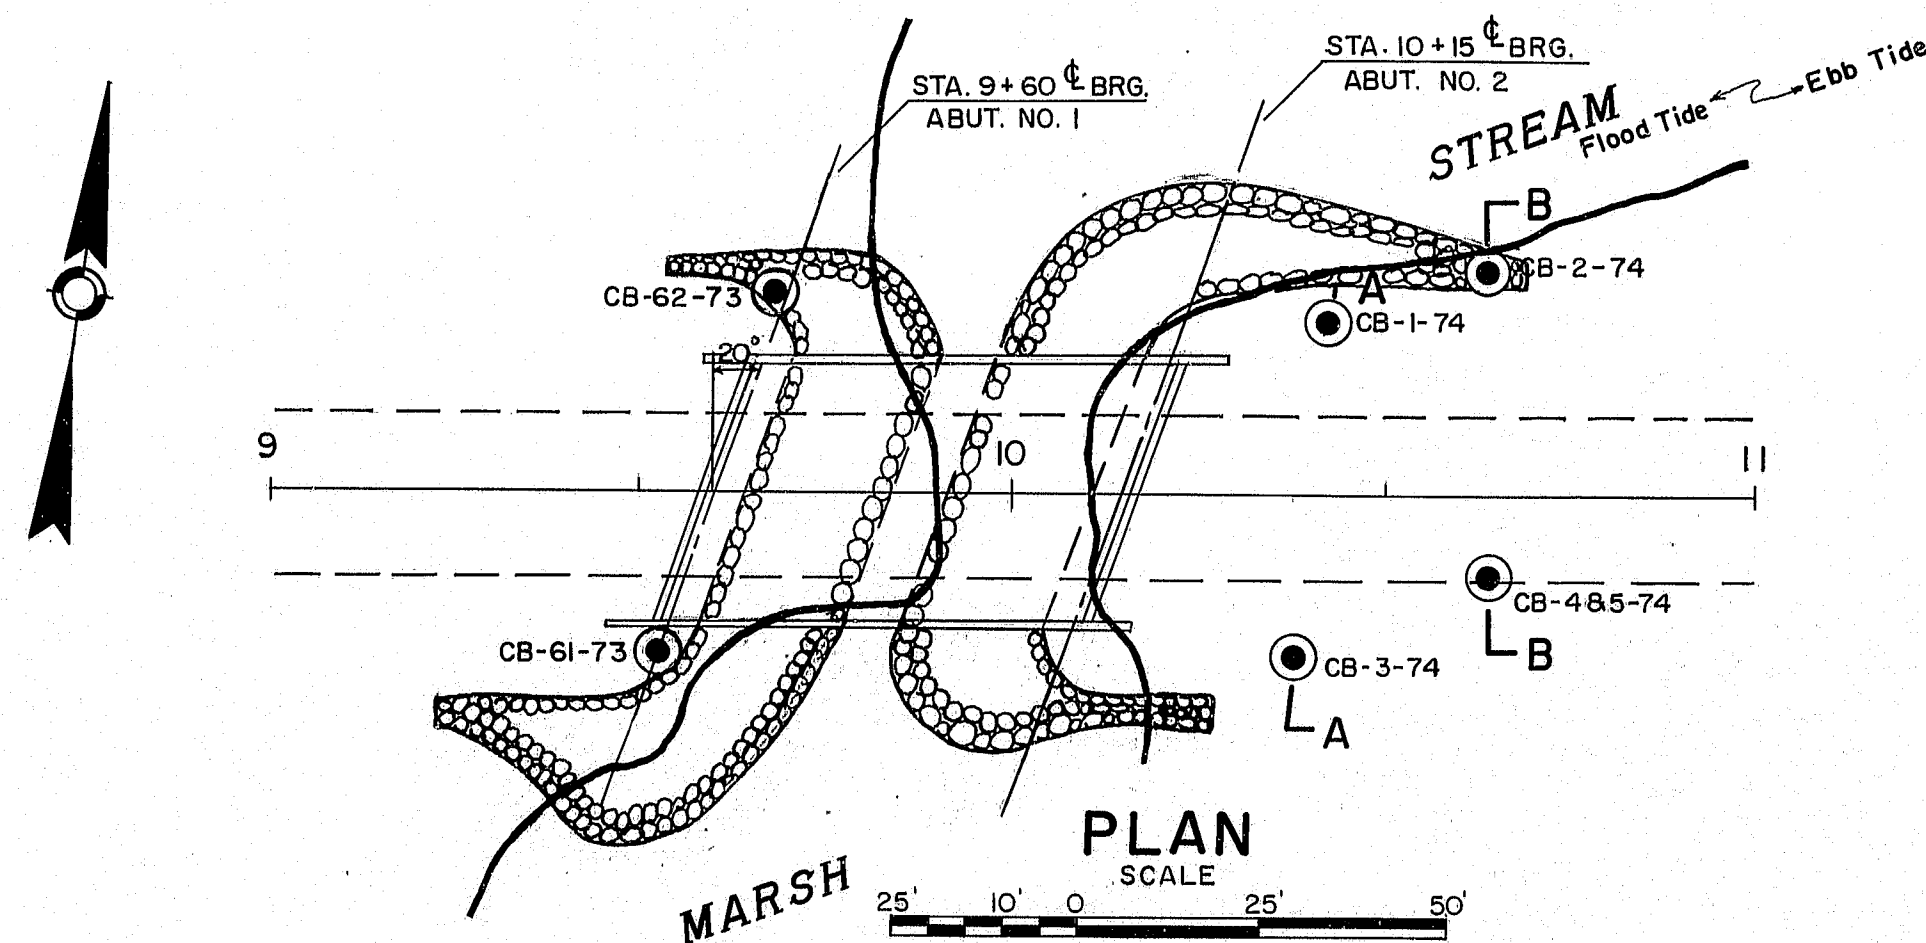 STA. 9+60 ℄ BRG.
ABUT. NO. 1
STA. 10+15 ℄ BRG.
ABUT. NO. 2
STREAM
Flood Tide
Ebb Tide
B
CB-2-74
A
CB-1-74
CB-62-73
20°
9
10
11
CB-4&5-74
B
CB-61-73
CB-3-74
A
PLAN
SCALE
MARSH
25' 10' 0 25' 50'